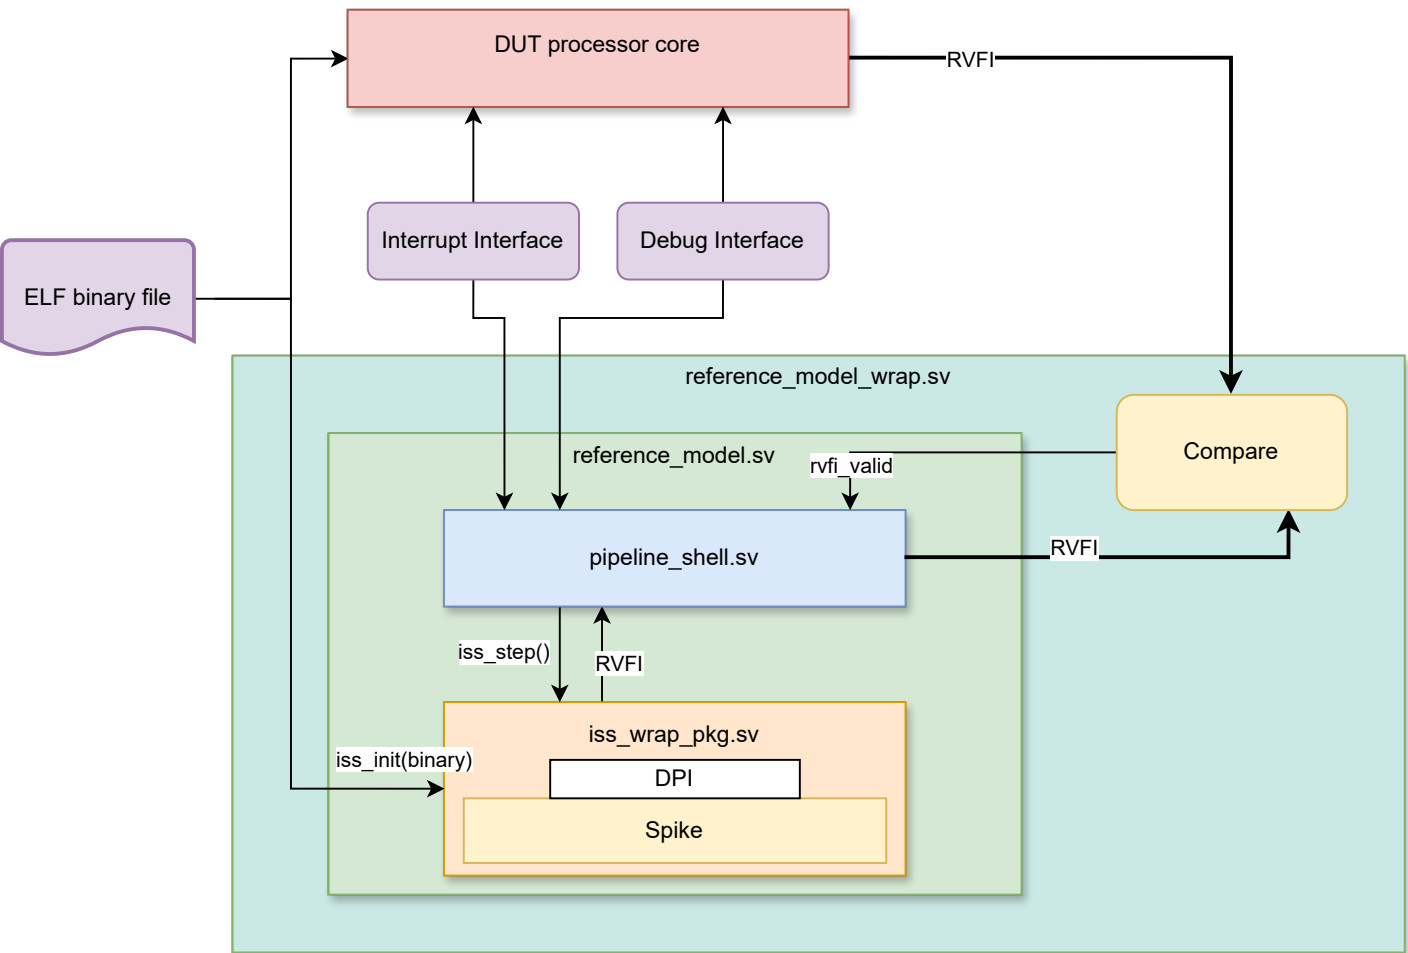 DUT processor core
RVFI
Interrupt Interface
Debug Interface
ELF binary file
reference_model_wrap.sv
reference_model.sv
rvfi_valid
Compare
pipeline_shell.sv
RVFI
iss_step()
RVFI
iss_wrap_pkg.sv
iss_init(binary)
DPI
Spike